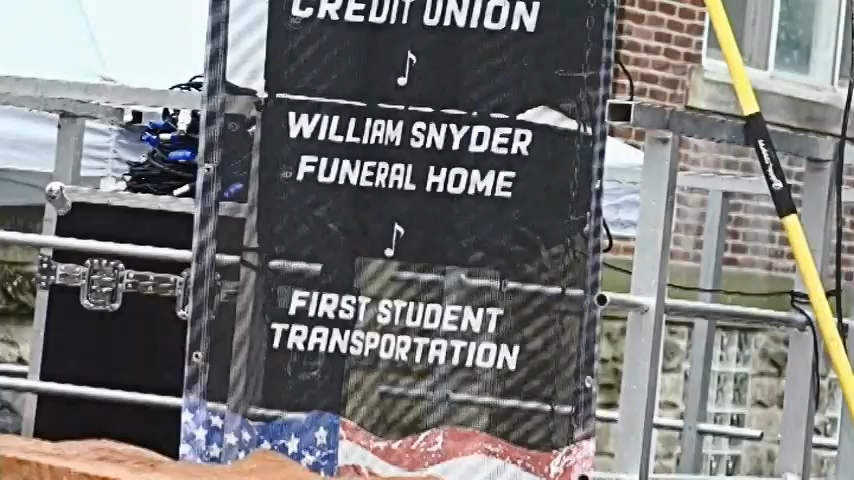 CREDIT UNION
WILLIAM SNYDER
FUNERAL HOME
FIRST STUDENT
TRANSPORTATION